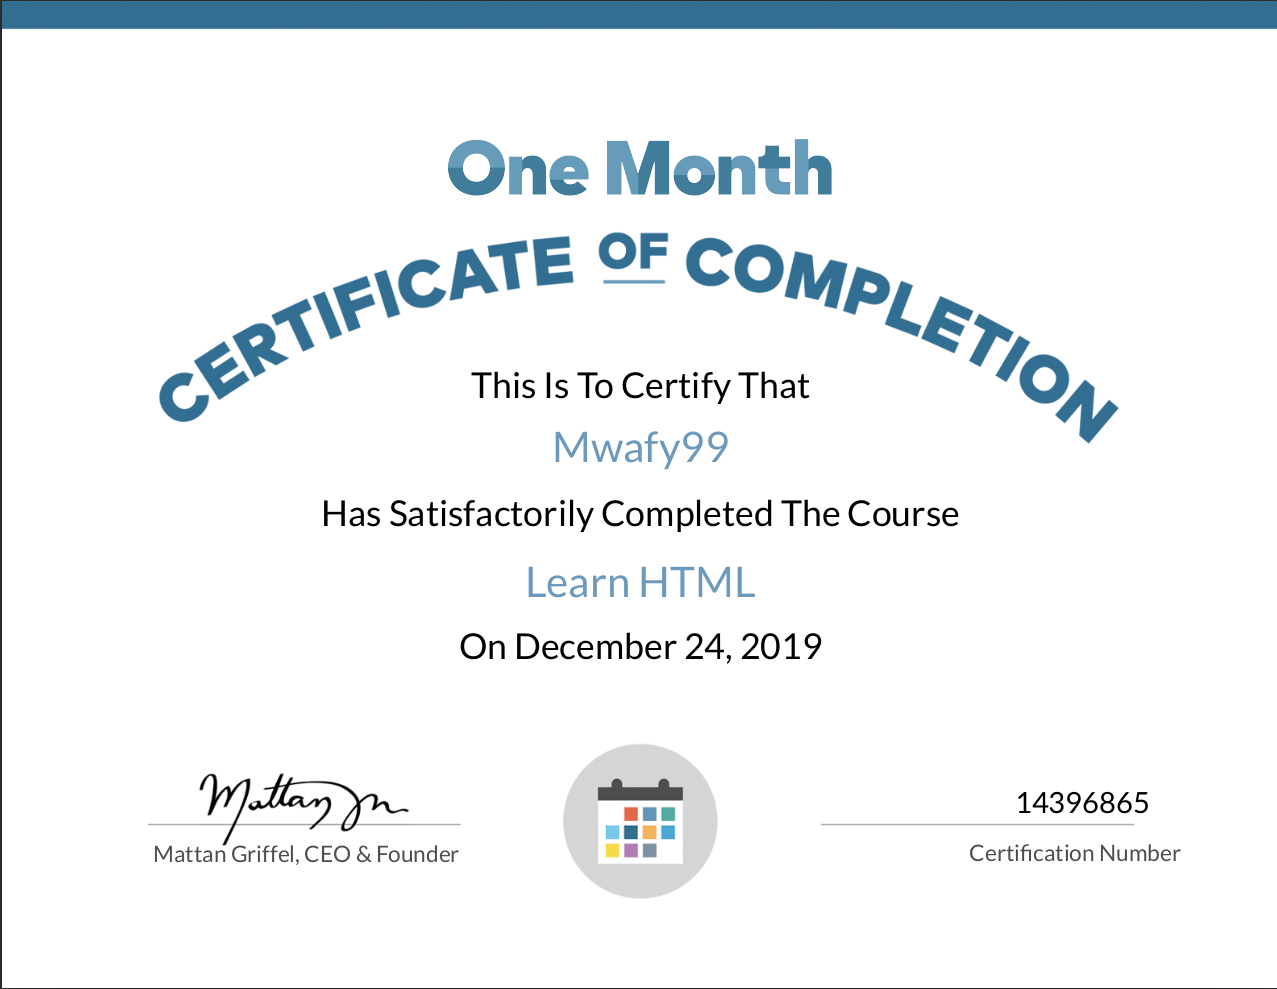 One Month
CERTIFICATE OF COMPLETION
This Is To Certify That
Mwafy99
Has Satisfactorily Completed The Course
Learn HTML
On December 24, 2019
14396865
Mattan Griffel, CEO & Founder
Certification Number